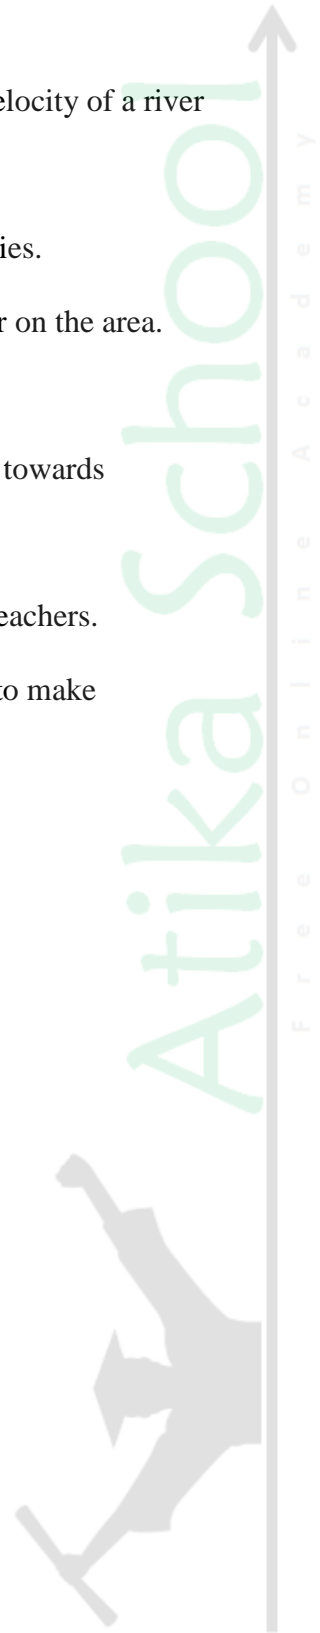 elocity of a river
ies.
r on the area.
towards
eachers.
to make
Atika School
Free Online Academy